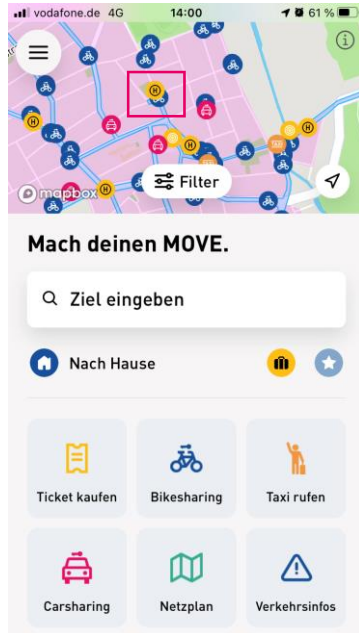 vodafone.de 4G 14:00 61 %
H
H
H
H
mapbox
Filter
Mach deinen MOVE.
Ziel eingeben
Nach Hause
Ticket kaufen Bikesharing Taxi rufen
Carsharing Netzplan Verkehrsinfos